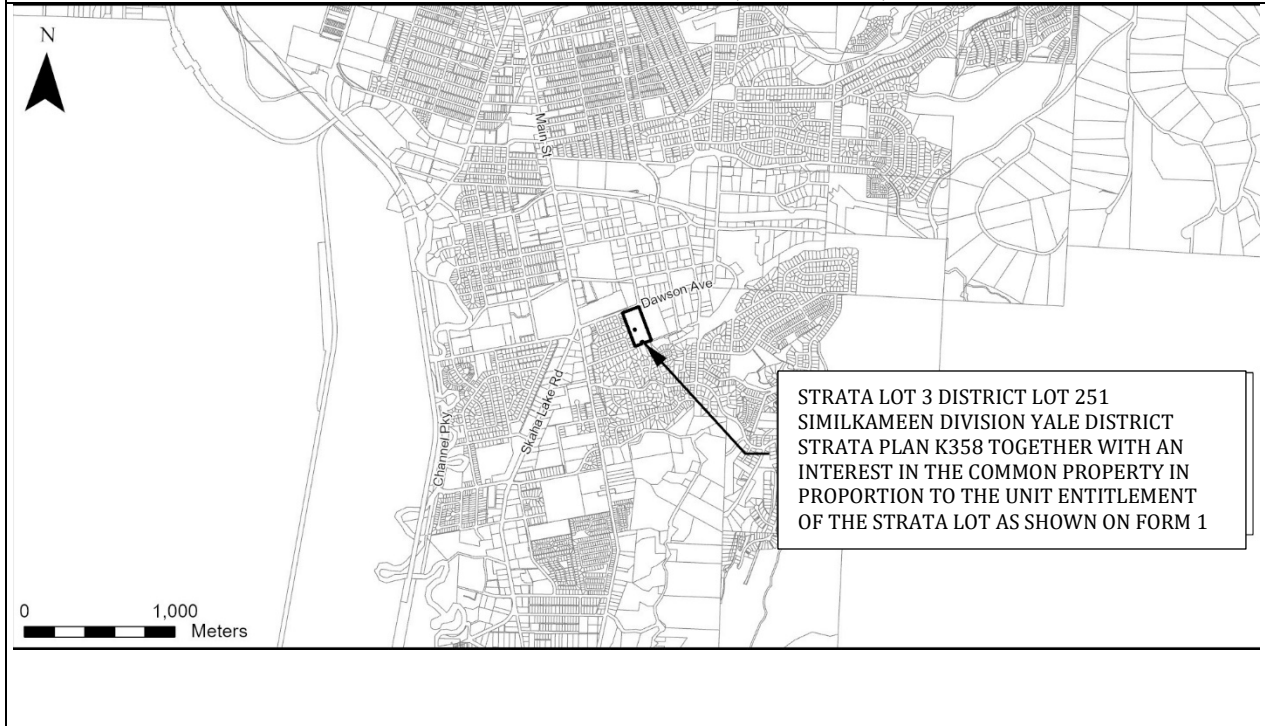 N
Main St
Dawson Ave
Skaha Lake Rd
Channel Pky
STRATA LOT 3 DISTRICT LOT 251
SIMILKAMEEN DIVISION YALE DISTRICT
STRATA PLAN K358 TOGETHER WITH AN
INTEREST IN THE COMMON PROPERTY IN
PROPORTION TO THE UNIT ENTITLEMENT
OF THE STRATA LOT AS SHOWN ON FORM 1
0 1,000
Meters